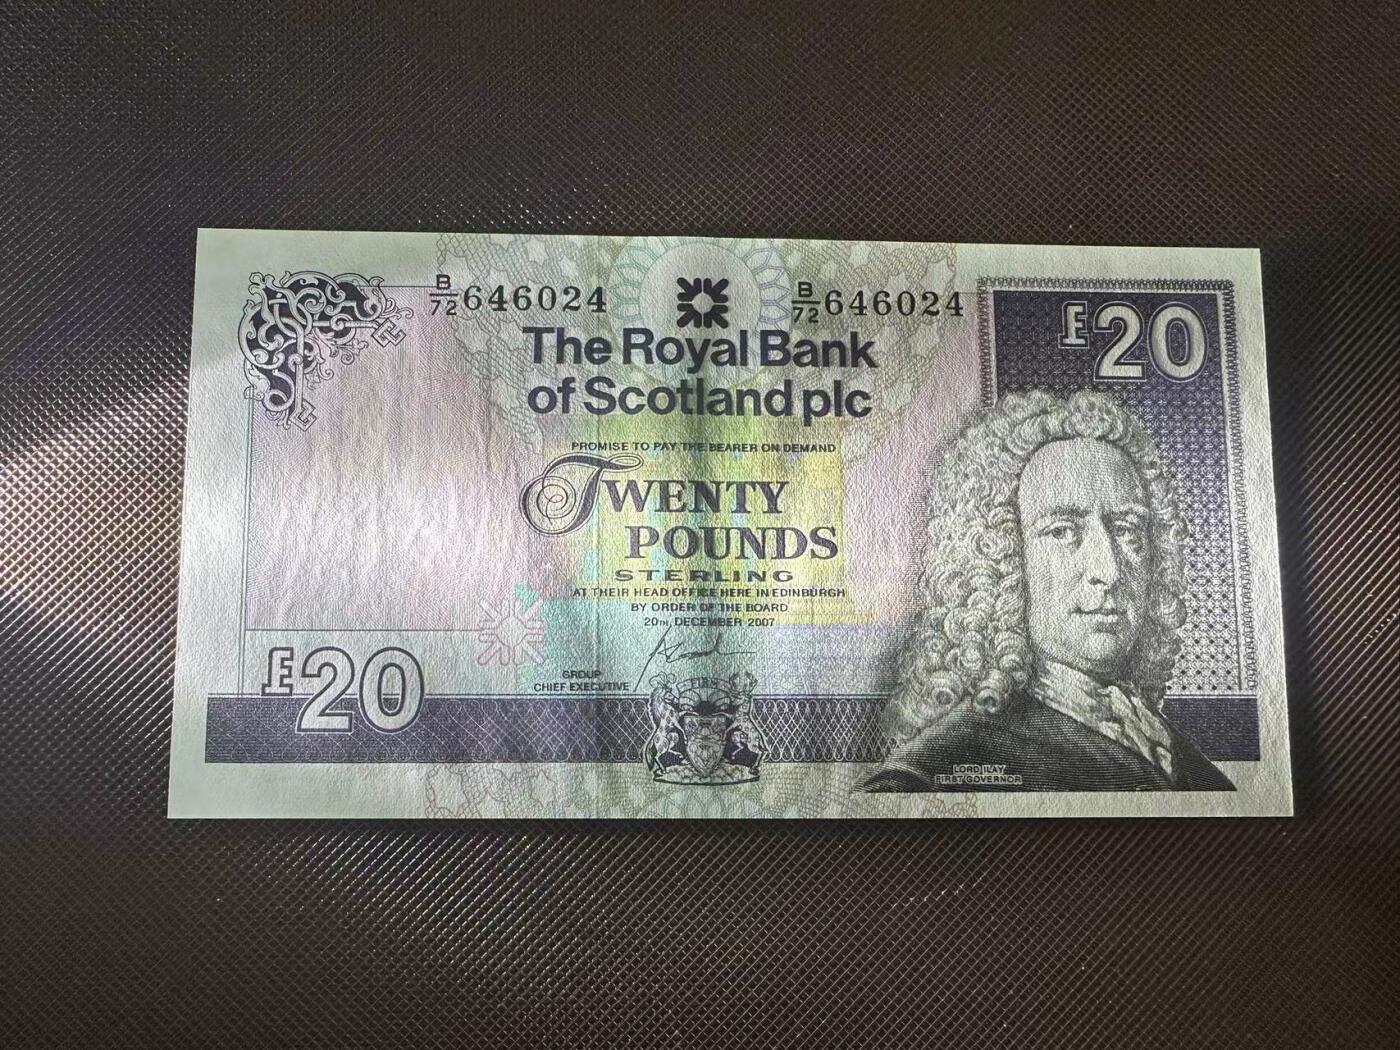 B/72 646024
B/72 646024
£20
The Royal Bank
of Scotland plc
PROMISE TO PAY THE BEARER ON DEMAND
TWENTY
POUNDS
STERLING
AT THEIR HEAD OFFICE HERE IN EDINBURGH
BY ORDER OF THE BOARD
20TH, DECEMBER 2007
GROUP
CHIEF EXECUTIVE
£20
FIRM
LORD ILAY
FIRST GOVERNOR